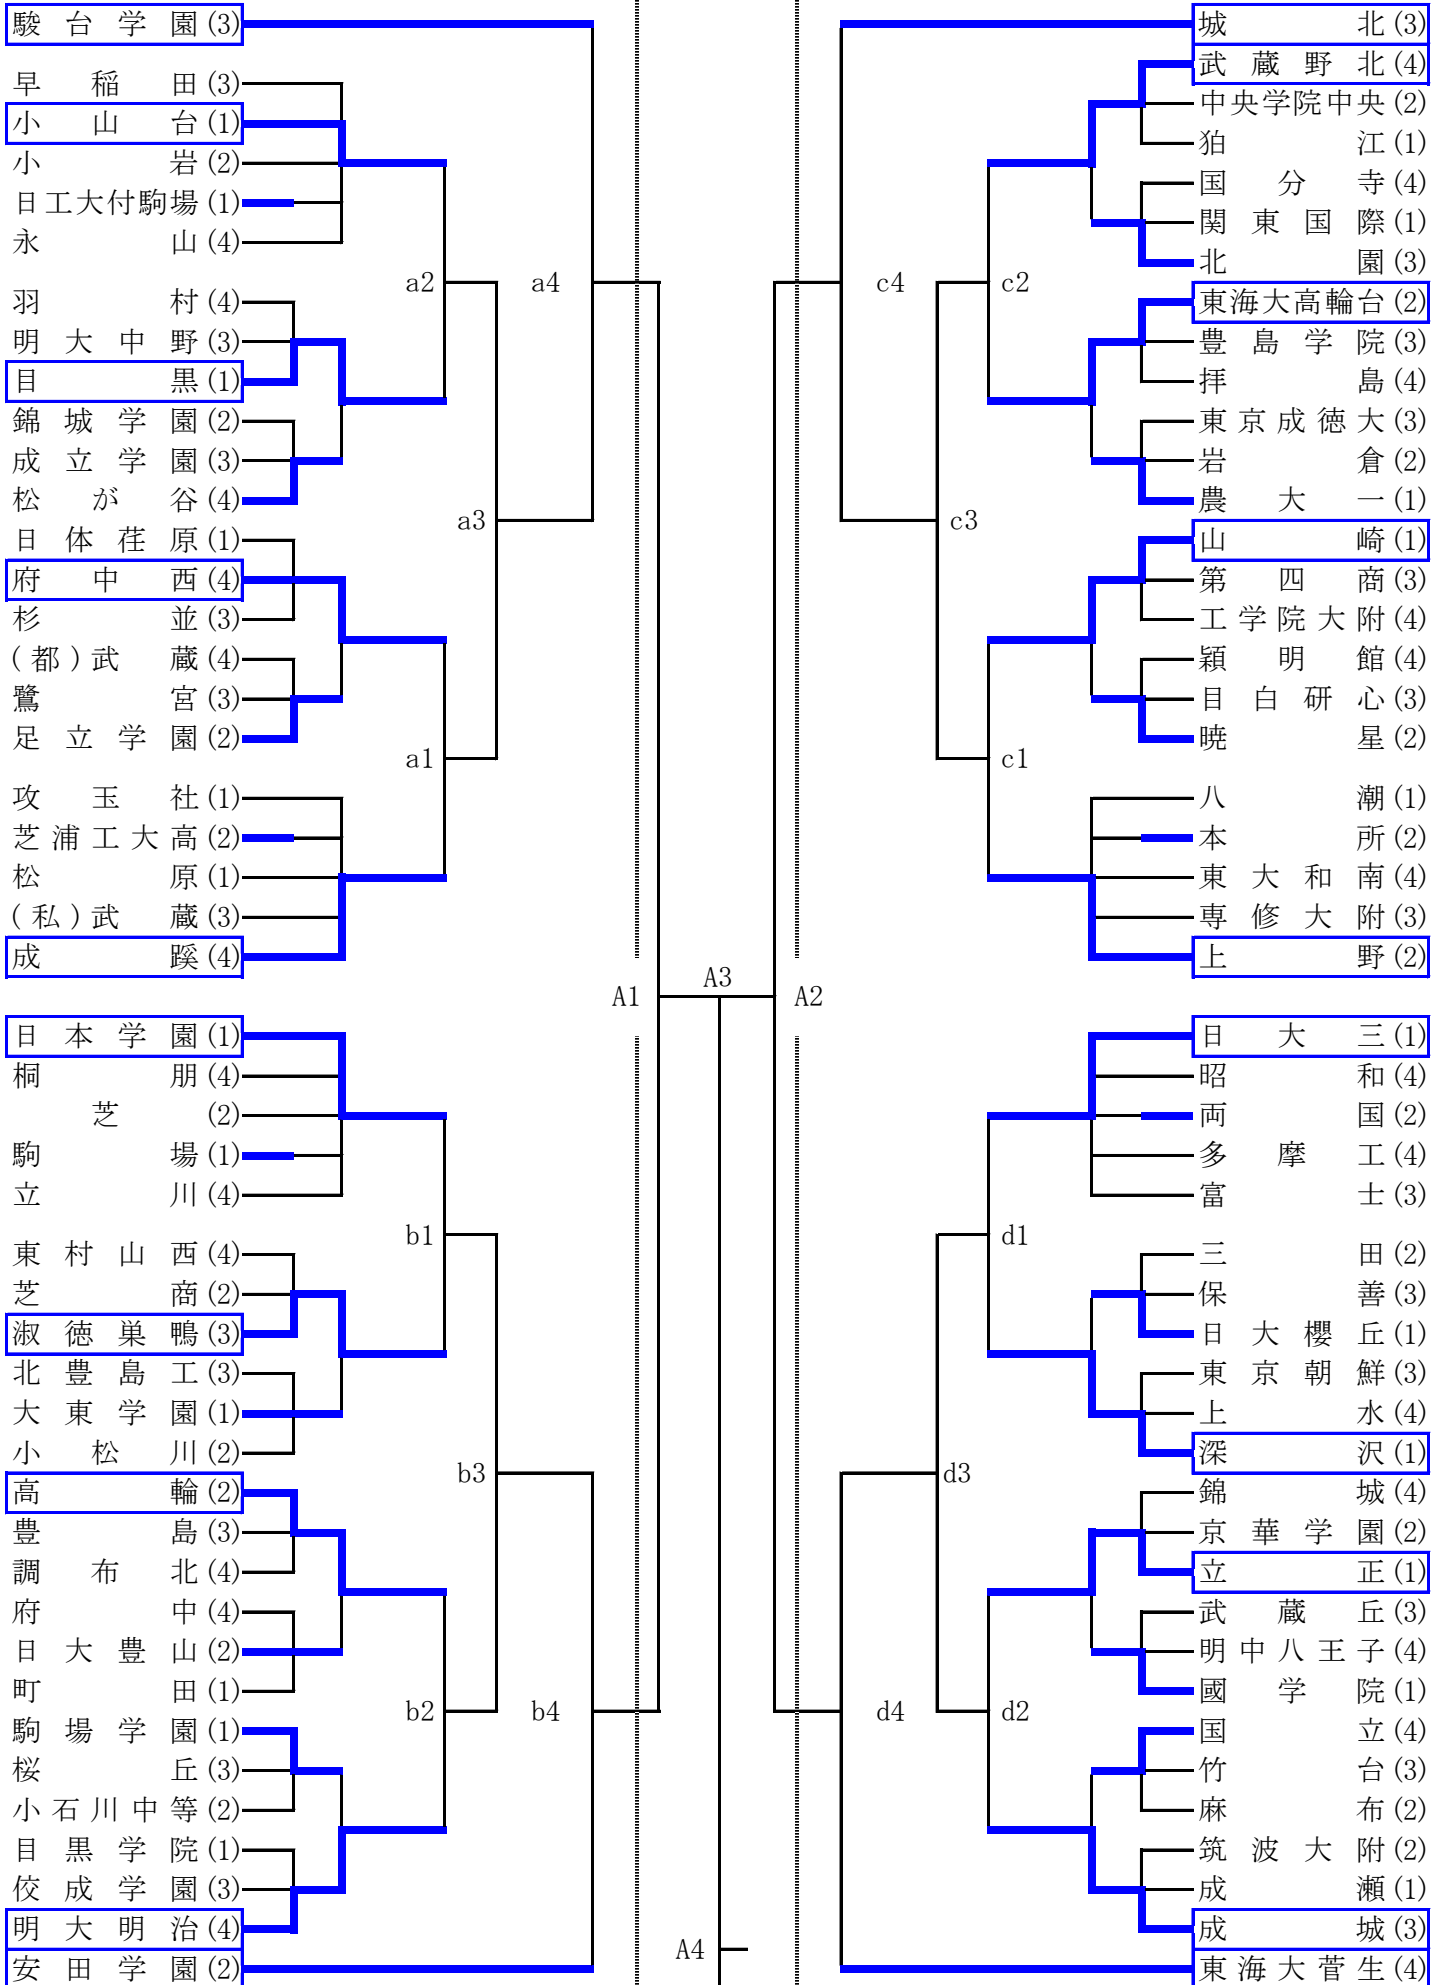 駿台学園(3)
早稲田(3)
小山台(1)
小岩(2)
日工大付駒場(1)
永山(4)
羽村(4)
明大中野(3)
目黒(1)
錦城学園(2)
成立学園(3)
松が谷(4)
日体荏原(1)
府中西(4)
杉並(3)
(都)武蔵(4)
鷺宮(3)
足立学園(2)
攻玉社(1)
芝浦工大高(2)
松原(1)
(私)武蔵(3)
成蹊(4)
日本学園(1)
桐朋(4)
芝(2)
駒場(1)
立川(4)
東村山西(4)
芝商(2)
淑徳巣鴨(3)
北豊島工(3)
大東学園(1)
小松川(2)
高輪(2)
豊島(3)
調布北(4)
府中(4)
日大豊山(2)
町田(1)
駒場学園(1)
桜丘(3)
小石川中等(2)
目黒学院(1)
佼成学園(3)
明大明治(4)
安田学園(2)
a2
a4
a3
a1
b1
b3
b2
b4
A1
A3
A2
A4
c4
c2
c3
c1
d1
d3
d4
d2
城北(3)
武蔵野北(4)
中央学院中央(2)
狛江(1)
国分寺(4)
関東国際(1)
北園(3)
東海大高輪台(2)
豊島学院(3)
拝島(4)
東京成徳大(3)
岩倉(2)
農大一(1)
山崎(1)
第四商(3)
工学院大附(4)
穎明館(4)
目白研心(3)
暁星(2)
八潮(1)
本所(2)
東大和南(4)
専修大附(3)
上野(2)
日大三(1)
昭和(4)
両国(2)
多摩工(4)
富士(3)
三田(2)
保善(3)
日大櫻丘(1)
東京朝鮮(3)
上水(4)
深沢(1)
錦城(4)
京華学園(2)
立正(1)
武蔵丘(3)
明中八王子(4)
國学院(1)
国立(4)
竹台(3)
麻布(2)
筑波大附(2)
成瀬(1)
成城(3)
東海大菅生(4)